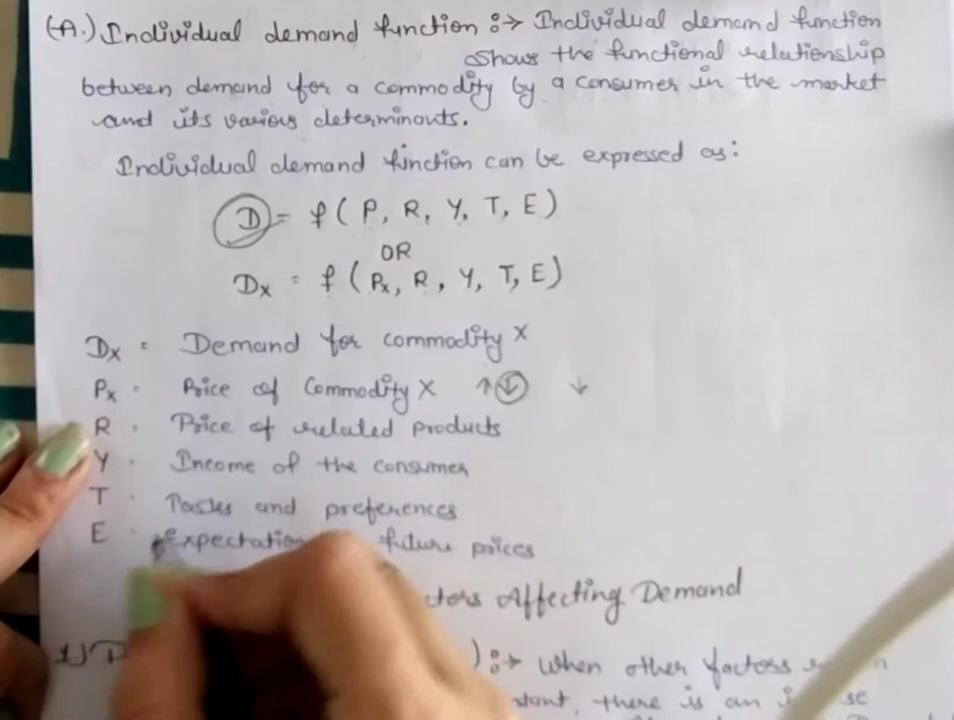 (A.) Individual demand function :→ Individual demand function
shows the functional relationship
between demand for a commodity by a consumer in the market
and its various determinants.
Individual demand function can be expressed as:
D = f (P, R, Y, T, E)
OR
Dx = f (Px, R, Y, T, E)
Dx = Demand for commodity X
Px = Price of Commodity X ↑ ↓ ↓
R = Price of related products
Y = Income of the consumer
T = Tastes and preferences
E = future prices
Affecting Demand
1) ) :→ When other factors
there is an